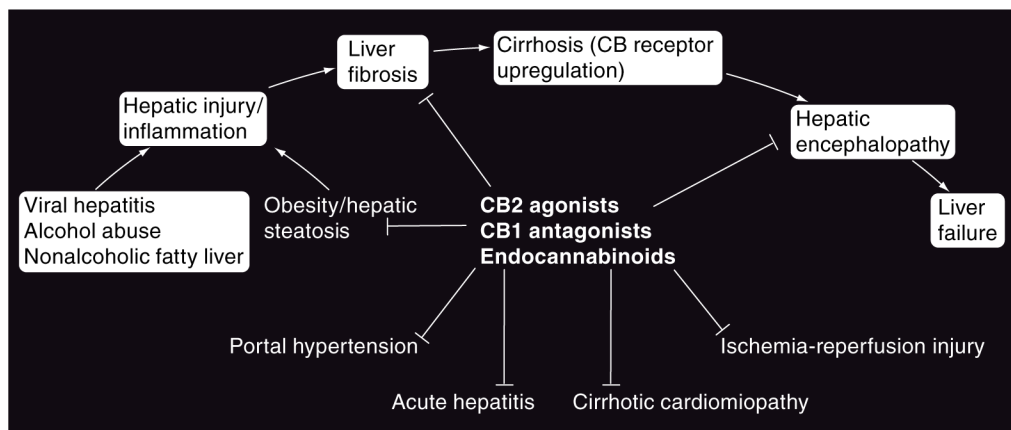 Liver
fibrosis
Cirrhosis (CB receptor
upregulation)
Hepatic injury/
inflammation
Hepatic
encephalopathy
Viral hepatitis
Alcohol abuse
Nonalcoholic fatty liver
Obesity/hepatic
steatosis
CB2 agonists
CB1 antagonists
Endocannabinoids
Liver
failure
Portal hypertension
Ischemia-reperfusion injury
Acute hepatitis
Cirrhotic cardiomiopathy